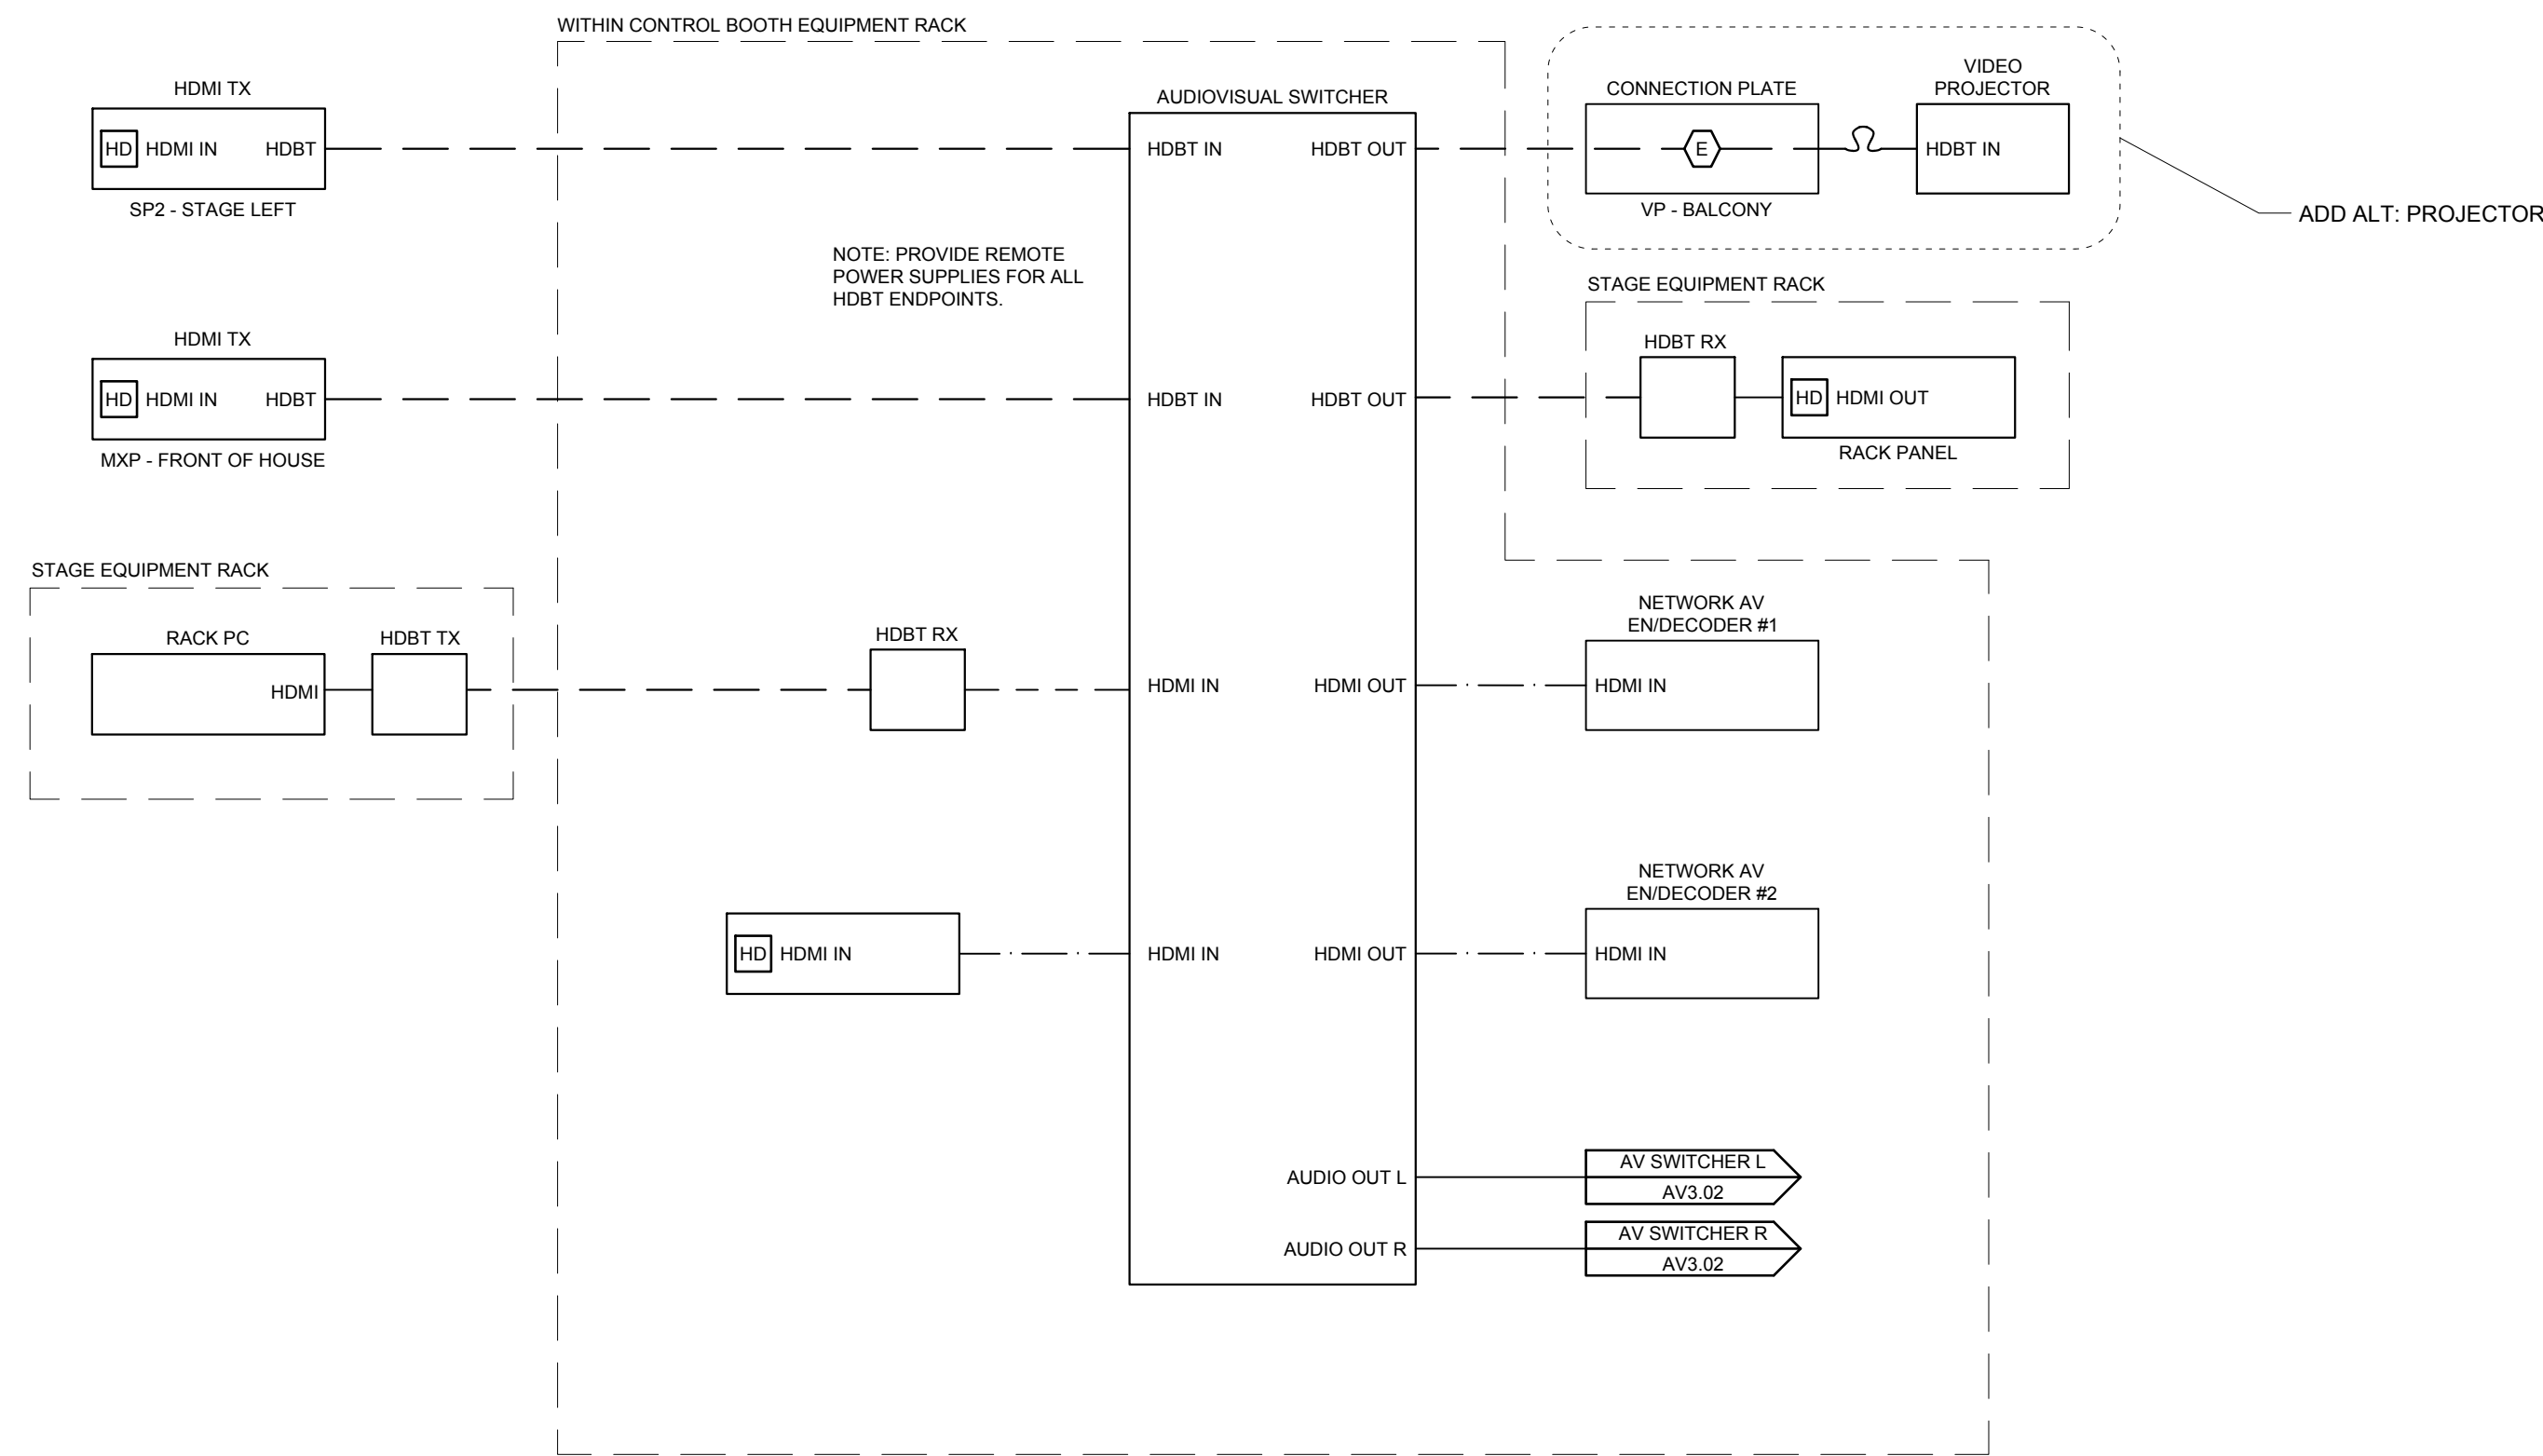 WITHIN CONTROL BOOTH EQUIPMENT RACK
HDMI TX
HD HDMI IN HDBT
SP2 - STAGE LEFT
AUDIOVISUAL SWITCHER
HDBT IN HDBT OUT
CONNECTION PLATE
E
VP - BALCONY
VIDEO
PROJECTOR
HDBT IN
ADD ALT: PROJECTOR
NOTE: PROVIDE REMOTE
POWER SUPPLIES FOR ALL
HDBT ENDPOINTS.
STAGE EQUIPMENT RACK
HDMI TX
HD HDMI IN HDBT
MXP - FRONT OF HOUSE
HDBT IN HDBT OUT
HDBT RX
HD HDMI OUT
RACK PANEL
STAGE EQUIPMENT RACK
RACK PC
HDMI
HDBT TX
HDBT RX
HDMI IN HDMI OUT
NETWORK AV
EN/DECODER #1
HDMI IN
HD HDMI IN
HDMI IN HDMI OUT
NETWORK AV
EN/DECODER #2
HDMI IN
AUDIO OUT L
AV SWITCHER L
AV3.02
AUDIO OUT R
AV SWITCHER R
AV3.02